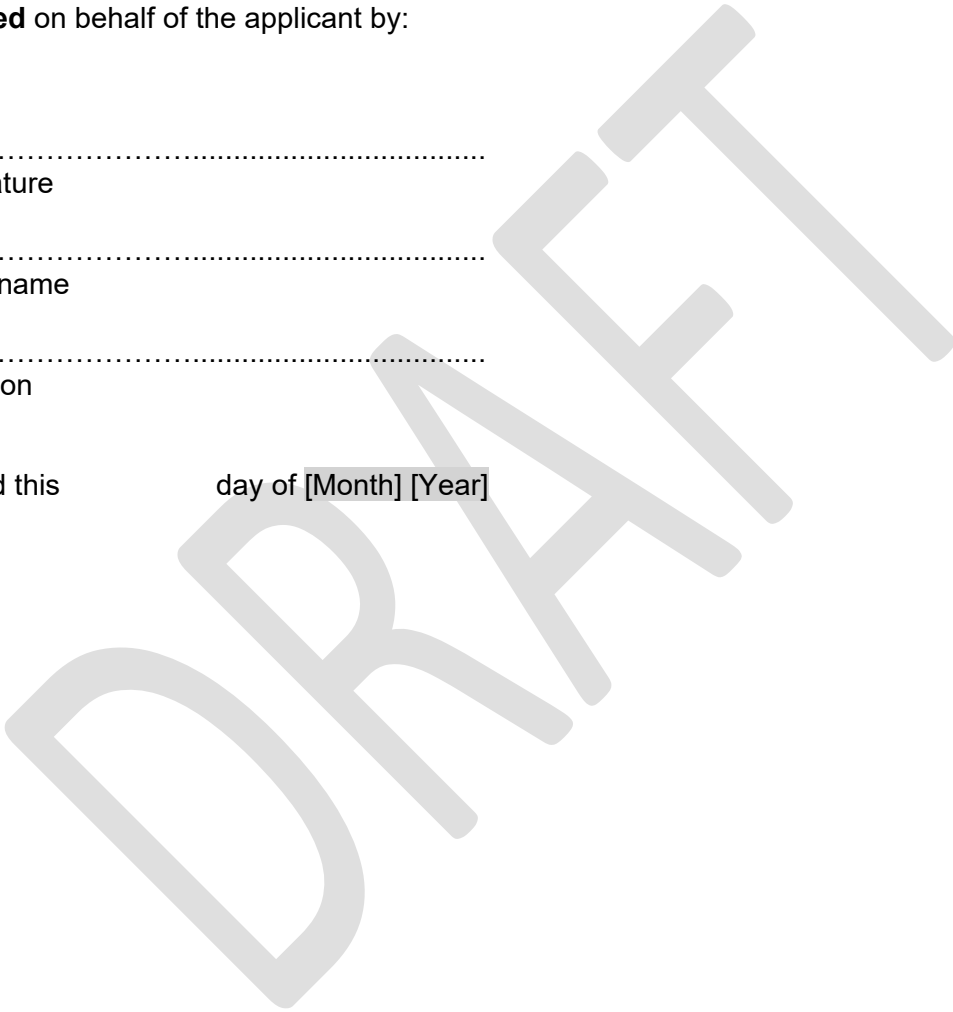 ed on behalf of the applicant by:
…………………....................................
ature
…………………....................................
name
…………………....................................
on
d this day of [Month] [Year]
DRAFT